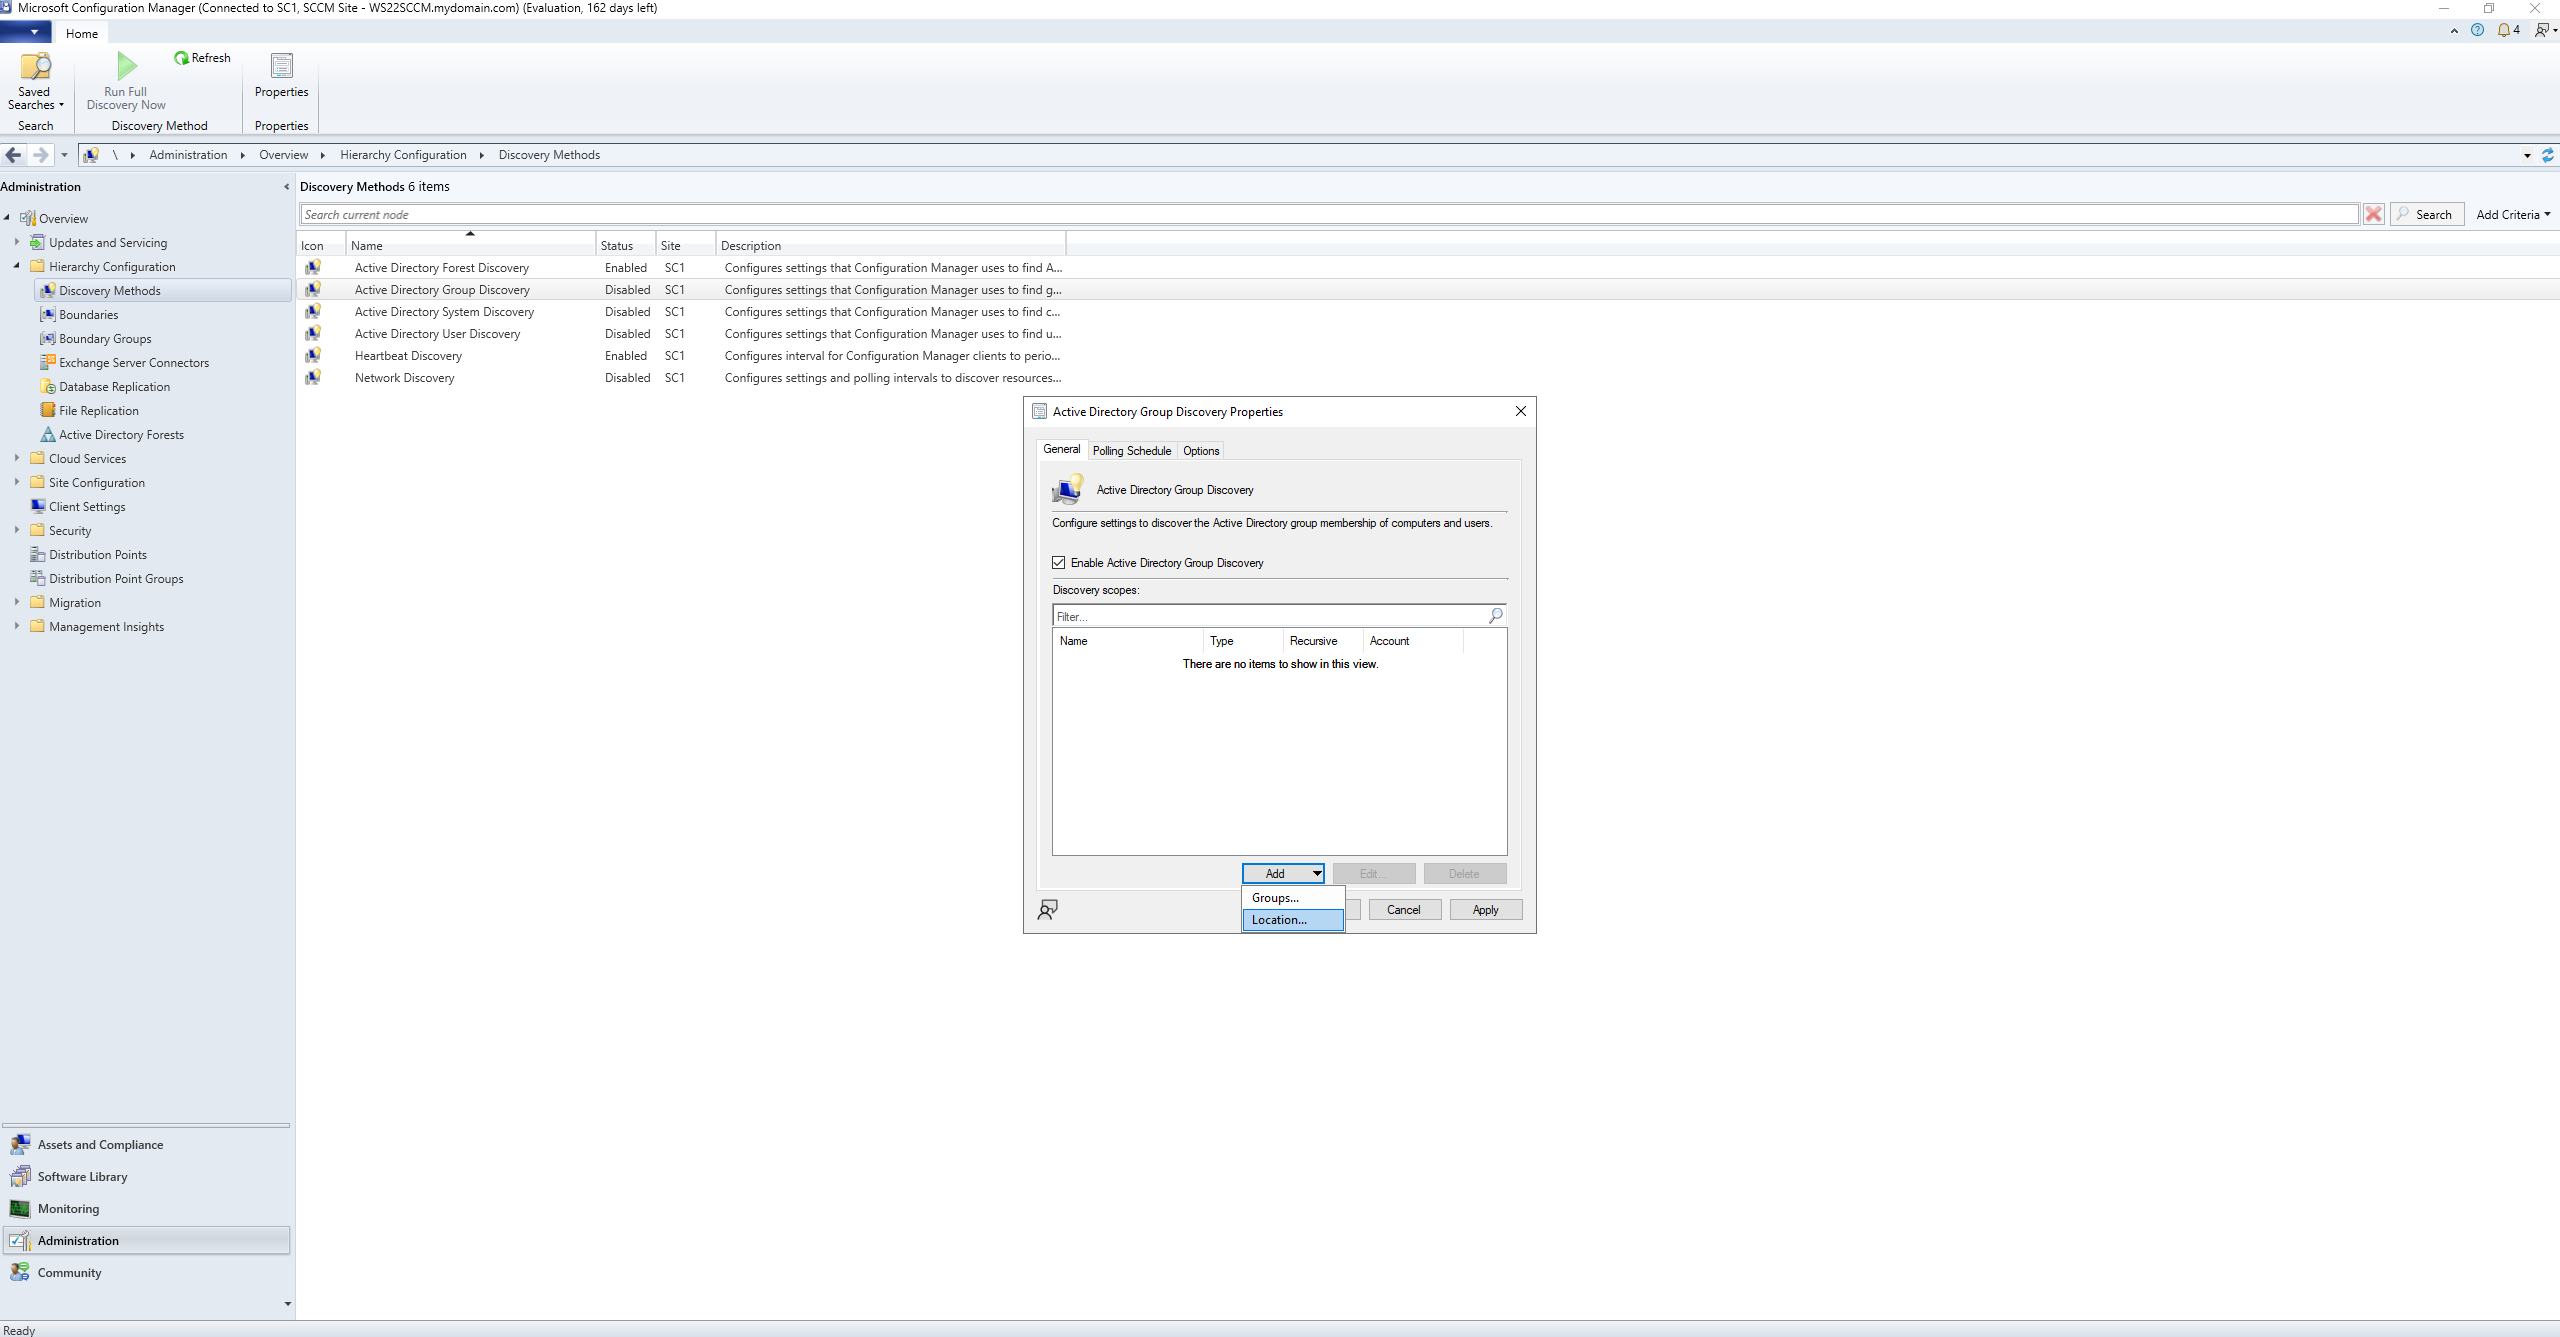 Microsoft Configuration Manager (Connected to SC1, SCCM Site - WS22SCCM.mydomain.com) (Evaluation, 162 days left)
Home
4
Saved Searches
Run Full Discovery Now
Refresh
Properties
Search
Discovery Method
Properties
\ Administration Overview Hierarchy Configuration Discovery Methods
Administration
Overview
Updates and Servicing
Hierarchy Configuration
Discovery Methods
Boundaries
Boundary Groups
Exchange Server Connectors
Database Replication
File Replication
Active Directory Forests
Cloud Services
Site Configuration
Client Settings
Security
Distribution Points
Distribution Point Groups
Migration
Management Insights
Assets and Compliance
Software Library
Monitoring
Administration
Community
Discovery Methods 6 items
Search current node
Search
Add Criteria
Icon Name Status Site Description
Active Directory Forest Discovery Enabled SC1 Configures settings that Configuration Manager uses to find A...
Active Directory Group Discovery Disabled SC1 Configures settings that Configuration Manager uses to find g...
Active Directory System Discovery Disabled SC1 Configures settings that Configuration Manager uses to find c...
Active Directory User Discovery Disabled SC1 Configures settings that Configuration Manager uses to find u...
Heartbeat Discovery Enabled SC1 Configures interval for Configuration Manager clients to perio...
Network Discovery Disabled SC1 Configures settings and polling intervals to discover resources...
Active Directory Group Discovery Properties
General Polling Schedule Options
Active Directory Group Discovery
Configure settings to discover the Active Directory group membership of computers and users.
Enable Active Directory Group Discovery
Discovery scopes:
Filter...
Name Type Recursive Account
There are no items to show in this view.
Add Edit... Delete
Groups...
Location...
Cancel Apply
Ready